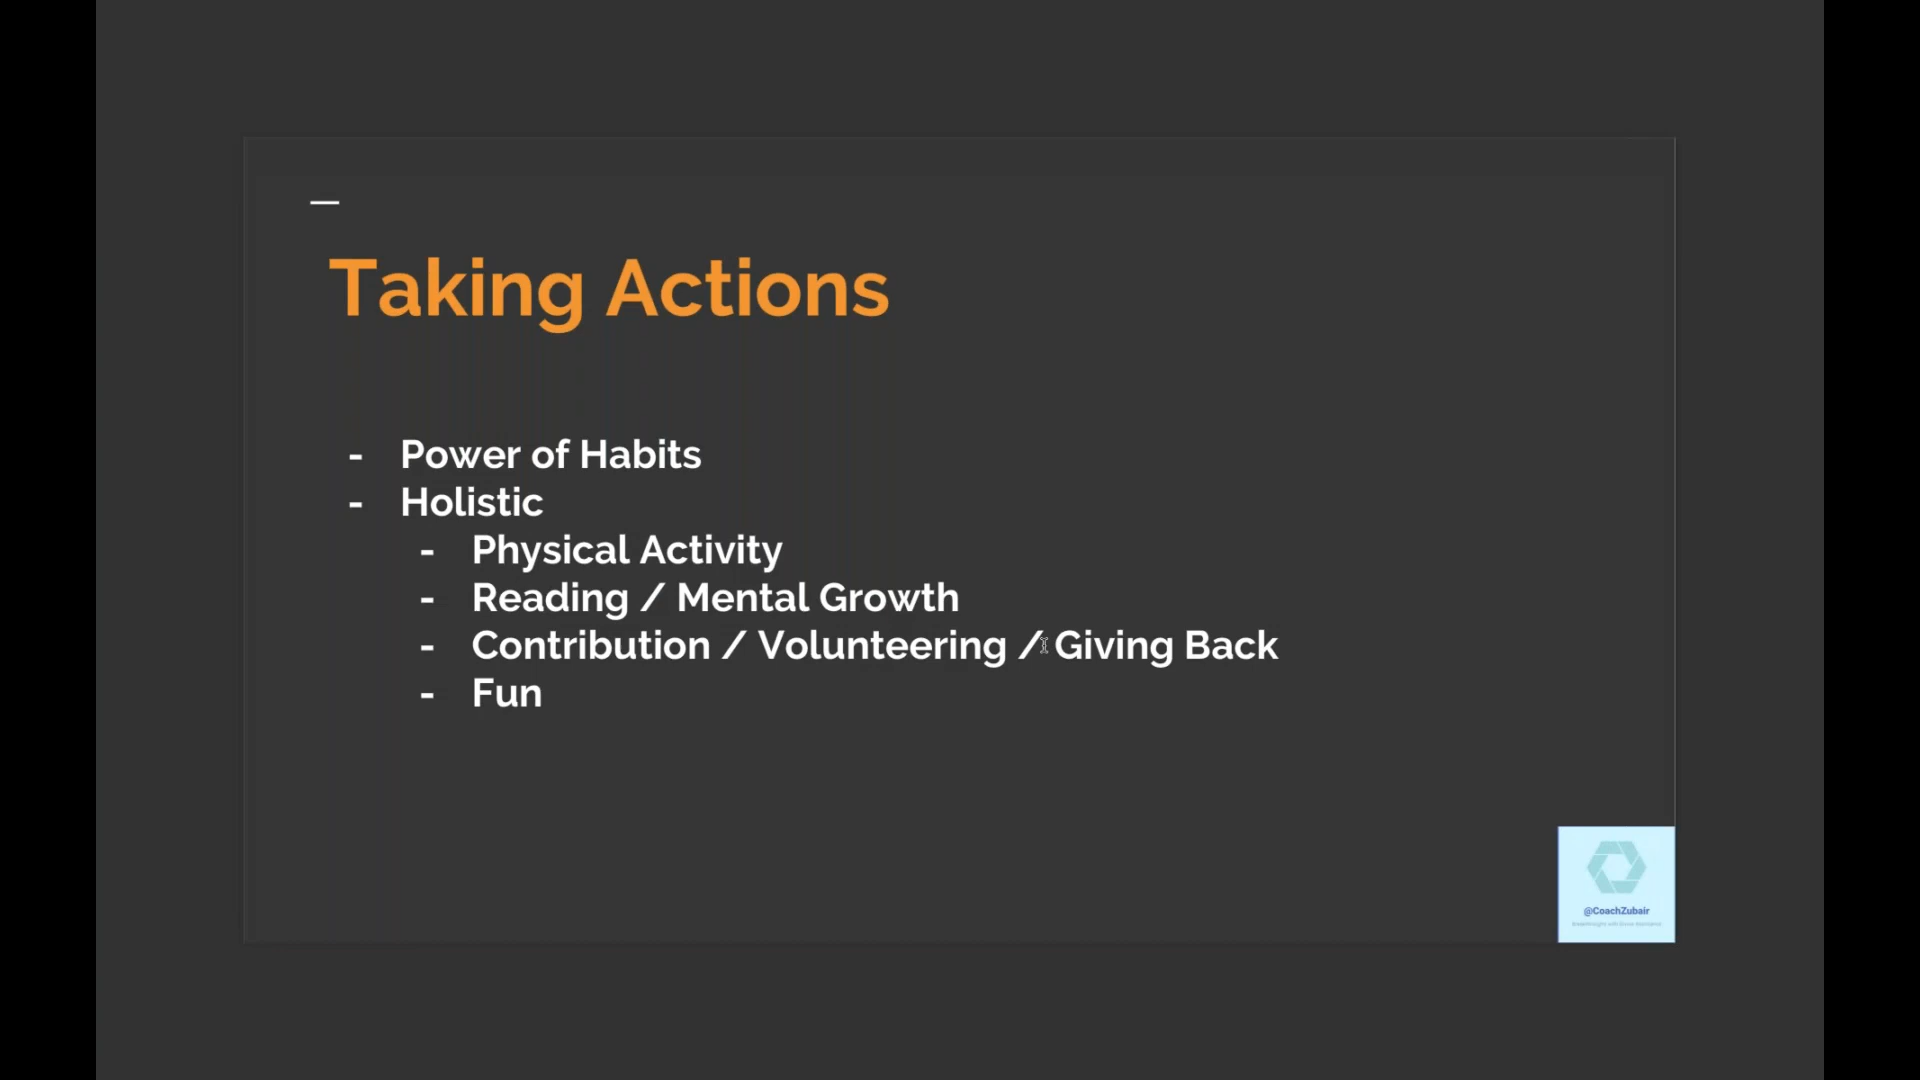 Taking Actions
- Power of Habits
- Holistic
- Physical Activity
- Reading / Mental Growth
- Contribution / Volunteering / Giving Back
- Fun
@CoachZubair